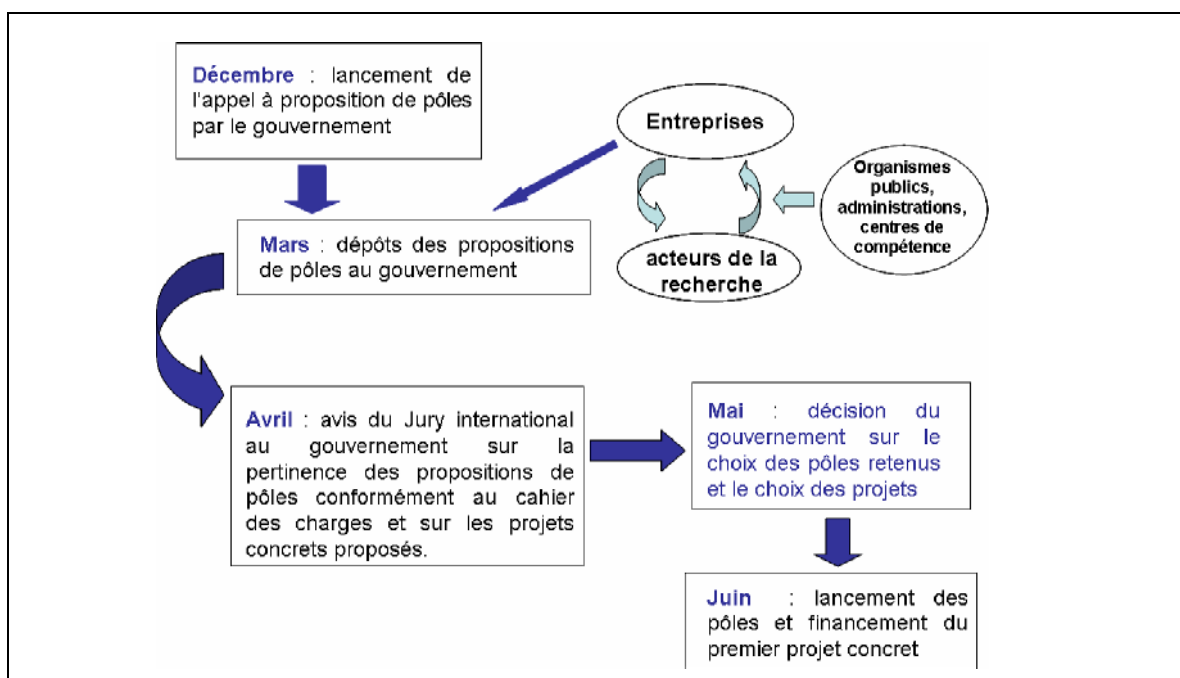 Décembre : lancement de
l'appel à proposition de pôles
par le gouvernement
Entreprises
Organismes
publics,
administrations,
centres de
compétence
Mars : dépôts des propositions
de pôles au gouvernement
acteurs de la
recherche
Avril : avis du Jury international
au gouvernement sur la
pertinence des propositions de
pôles conformément au cahier
des charges et sur les projets
concrets proposés.
Mai : décision du
gouvernement sur le
choix des pôles retenus
et le choix des projets
Juin : lancement des
pôles et financement du
premier projet concret